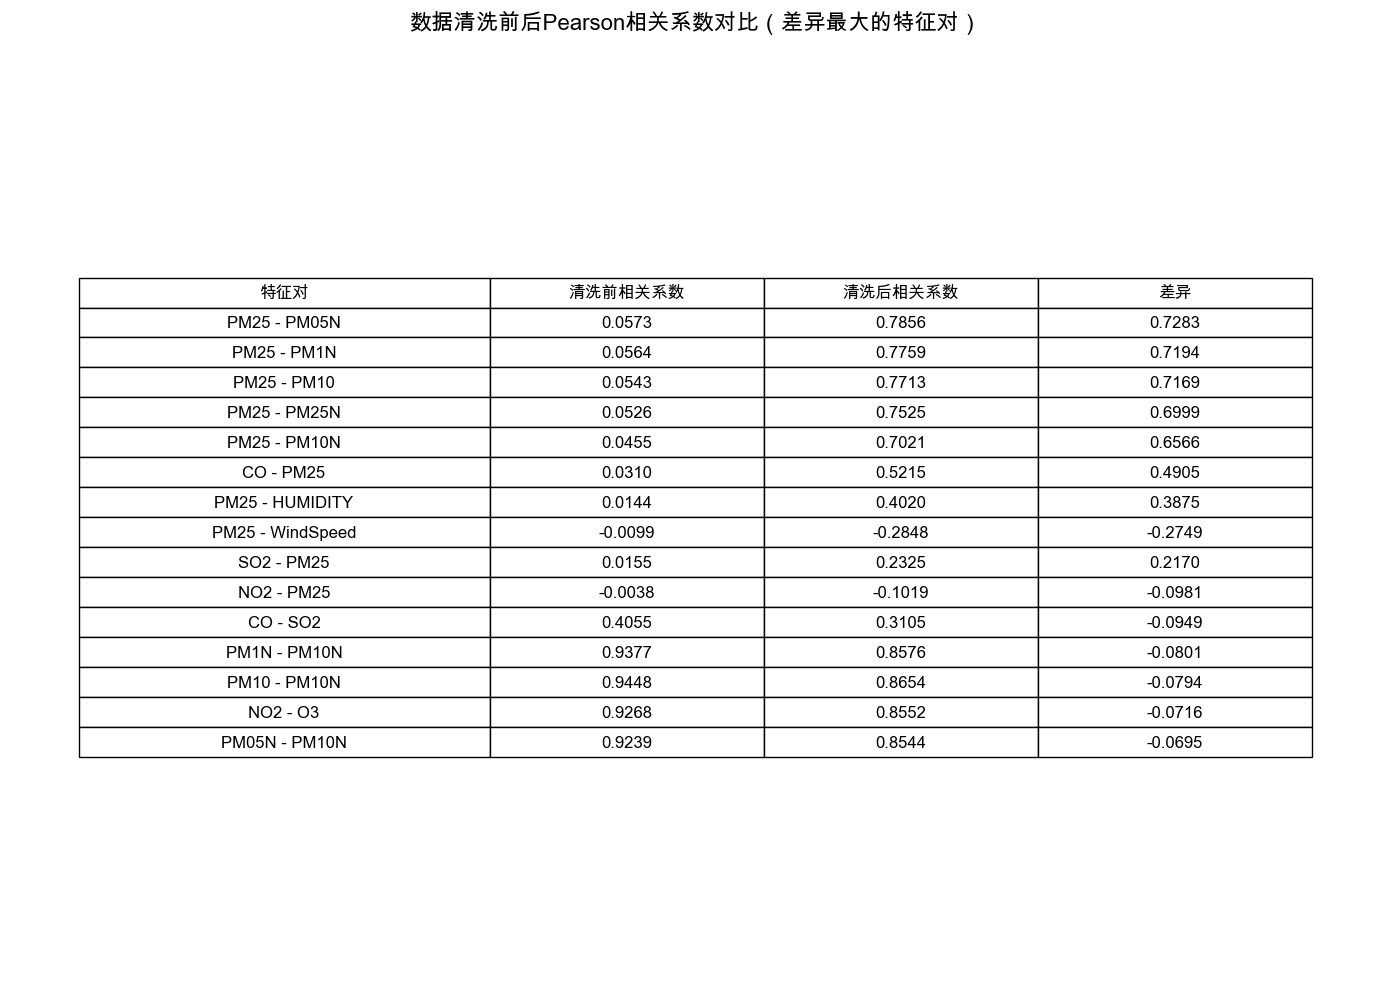 数据清洗前后Pearson相关系数对比（差异最大的特征对）
特征对 清洗前相关系数 清洗后相关系数 差异
PM25 - PM05N 0.0573 0.7856 0.7283
PM25 - PM1N 0.0564 0.7759 0.7194
PM25 - PM10 0.0543 0.7713 0.7169
PM25 - PM25N 0.0526 0.7525 0.6999
PM25 - PM10N 0.0455 0.7021 0.6566
CO - PM25 0.0310 0.5215 0.4905
PM25 - HUMIDITY 0.0144 0.4020 0.3875
PM25 - WindSpeed -0.0099 -0.2848 -0.2749
SO2 - PM25 0.0155 0.2325 0.2170
NO2 - PM25 -0.0038 -0.1019 -0.0981
CO - SO2 0.4055 0.3105 -0.0949
PM1N - PM10N 0.9377 0.8576 -0.0801
PM10 - PM10N 0.9448 0.8654 -0.0794
NO2 - O3 0.9268 0.8552 -0.0716
PM05N - PM10N 0.9239 0.8544 -0.0695